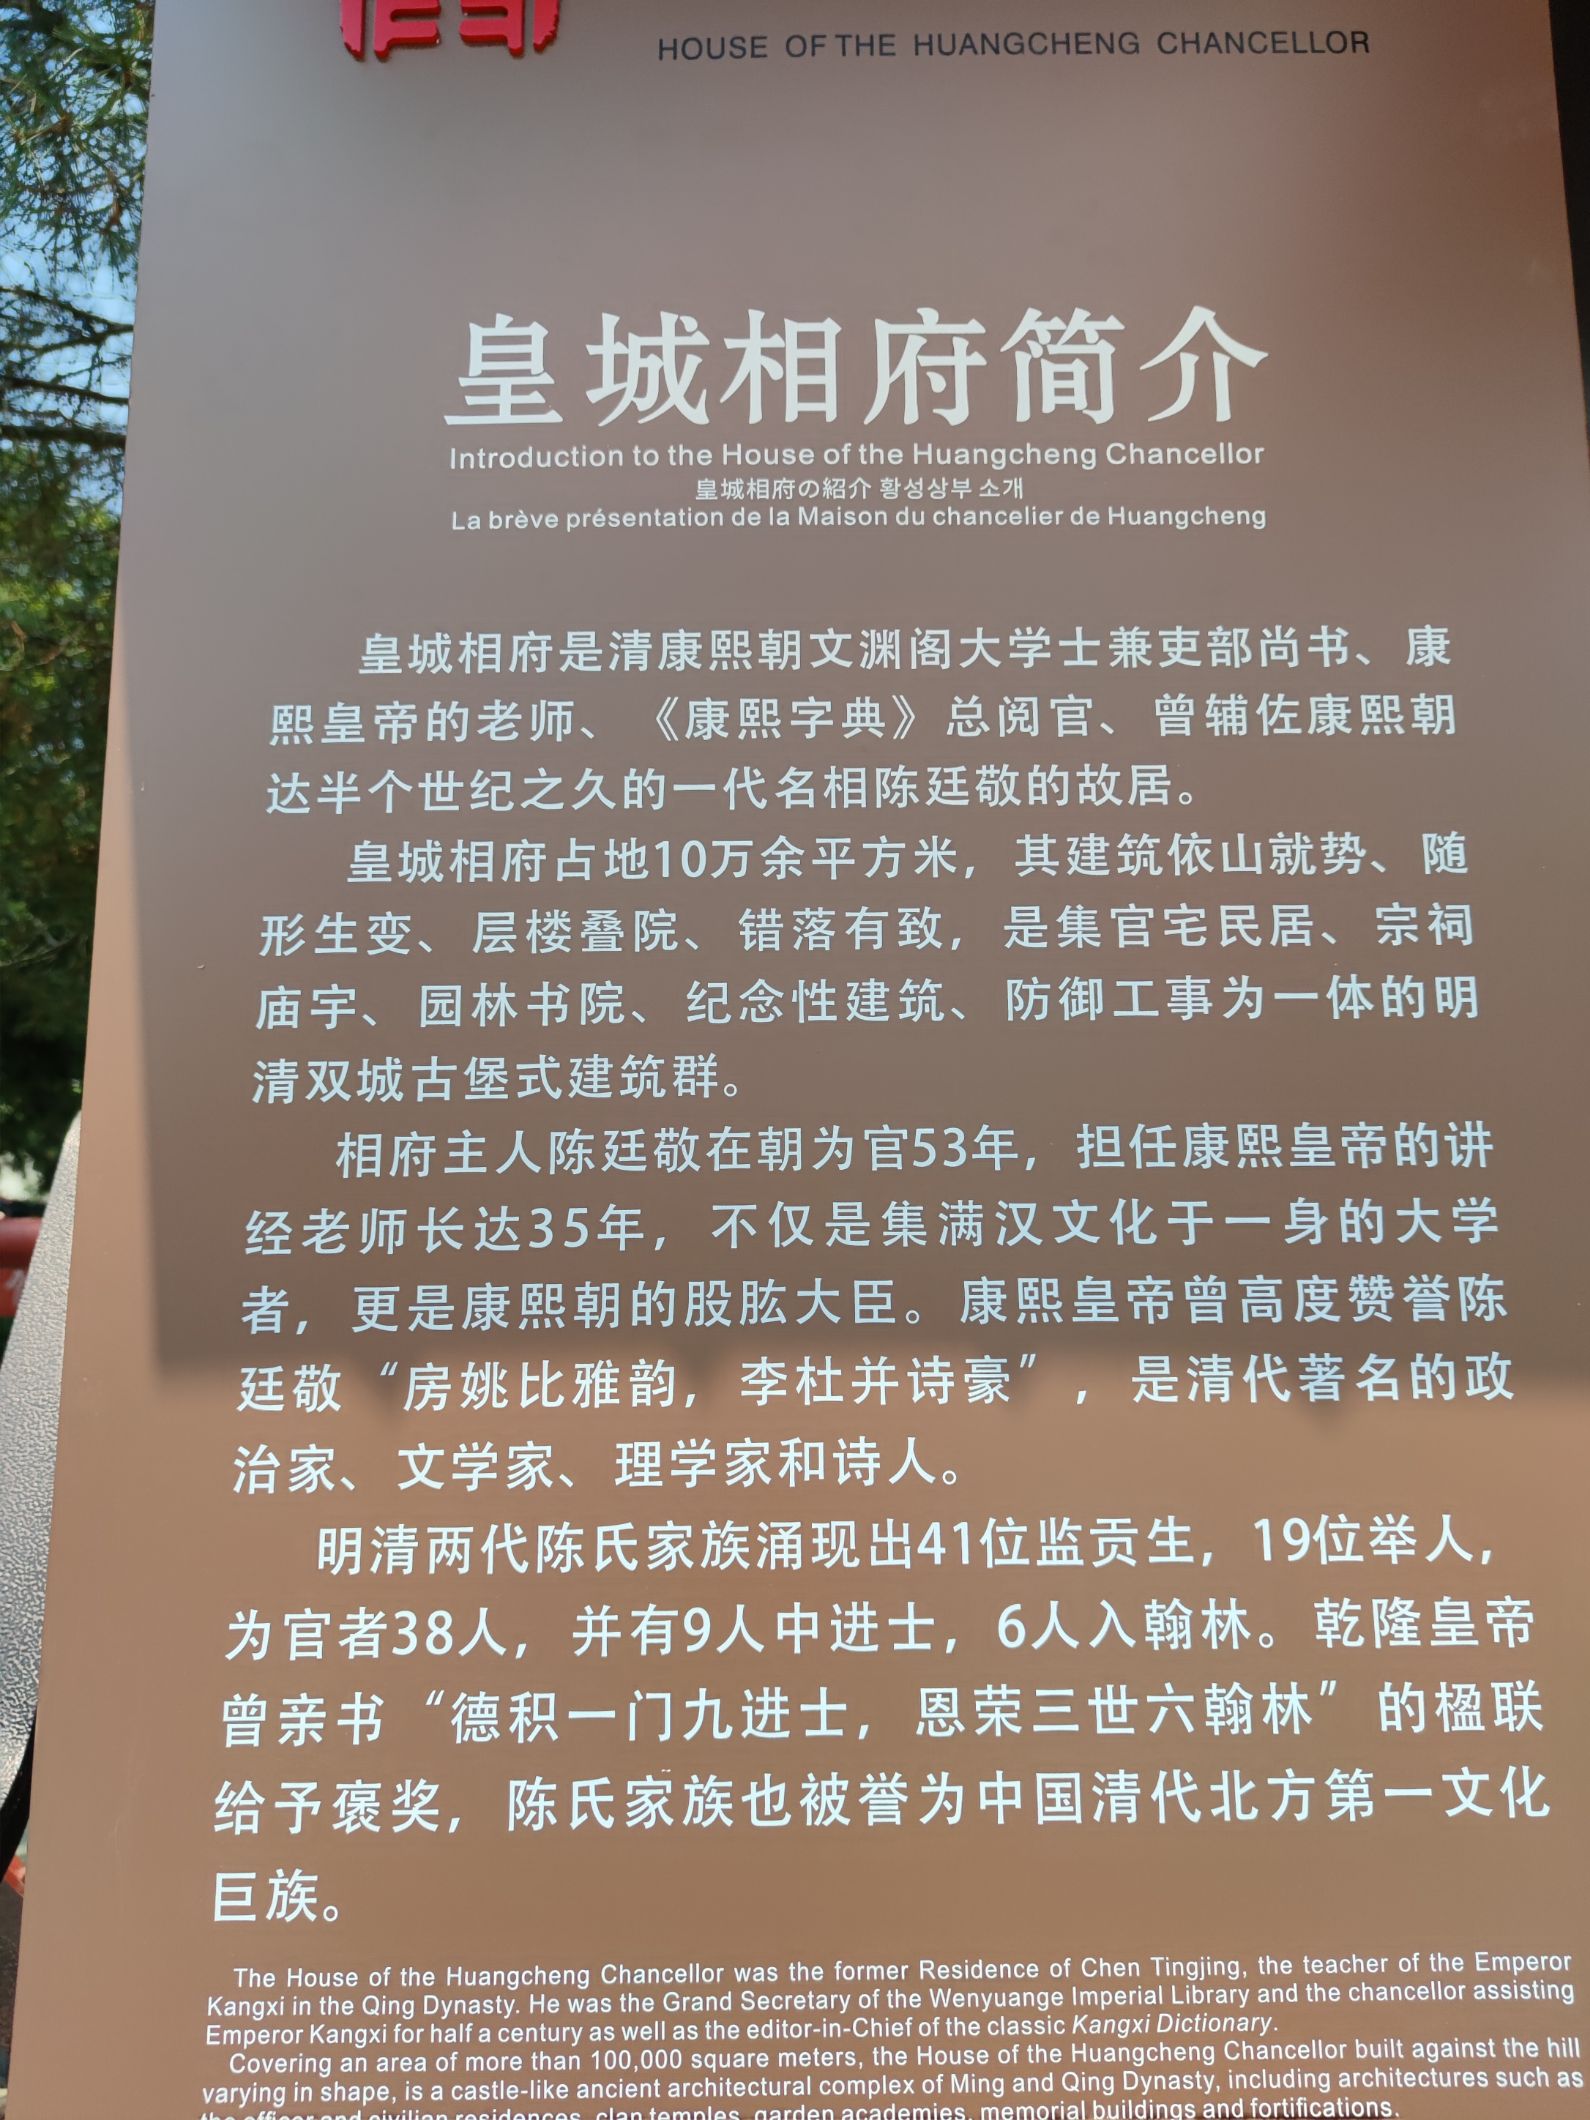 HOUSE OF THE HUANGCHENG CHANCELLOR
皇城相府简介
Introduction to the House of the Huangcheng Chancellor
皇城相府の紹介 황성상부 소개
La brève présentation de la Maison du chancelier de Huangcheng
皇城相府是清康熙朝文渊阁大学士兼吏部尚书、康
熙皇帝的老师、《康熙字典》总阅官、曾辅佐康熙朝
达半个世纪之久的一代名相陈廷敬的故居。
皇城相府占地10万余平方米，其建筑依山就势、随
形生变、层楼叠院、错落有致，是集官宅民居、宗祠
庙宇、园林书院、纪念性建筑、防御工事为一体的明
清双城古堡式建筑群。
相府主人陈廷敬在朝为官53年，担任康熙皇帝的讲
经老师长达35年，不仅是集满汉文化于一身的大学
者，更是康熙朝的股肱大臣。康熙皇帝曾高度赞誉陈
廷敬“房姚比雅韵，李杜并诗豪”，是清代著名的政
治家、文学家、理学家和诗人。
明清两代陈氏家族涌现出41位监贡生，19位举人，
为官者38人，并有9人中进士，6人入翰林。乾隆皇帝
曾亲书“德积一门九进士，恩荣三世六翰林”的楹联
给予褒奖，陈氏家族也被誉为中国清代北方第一文化
巨族。
The House of the Huangcheng Chancellor was the former Residence of Chen Tingjing, the teacher of the Emperor
Kangxi in the Qing Dynasty. He was the Grand Secretary of the Wenyuange Imperial Library and the chancellor assisting
Emperor Kangxi for half a century as well as the editor-in-Chief of the classic Kangxi Dictionary.
Covering an area of more than 100,000 square meters, the House of the Huangcheng Chancellor built against the hill
varying in shape, is a castle-like ancient architectural complex of Ming and Qing Dynasty, including architectures such as
the officer and civilian residences, clan temples, garden academies, memorial buildings and fortifications.